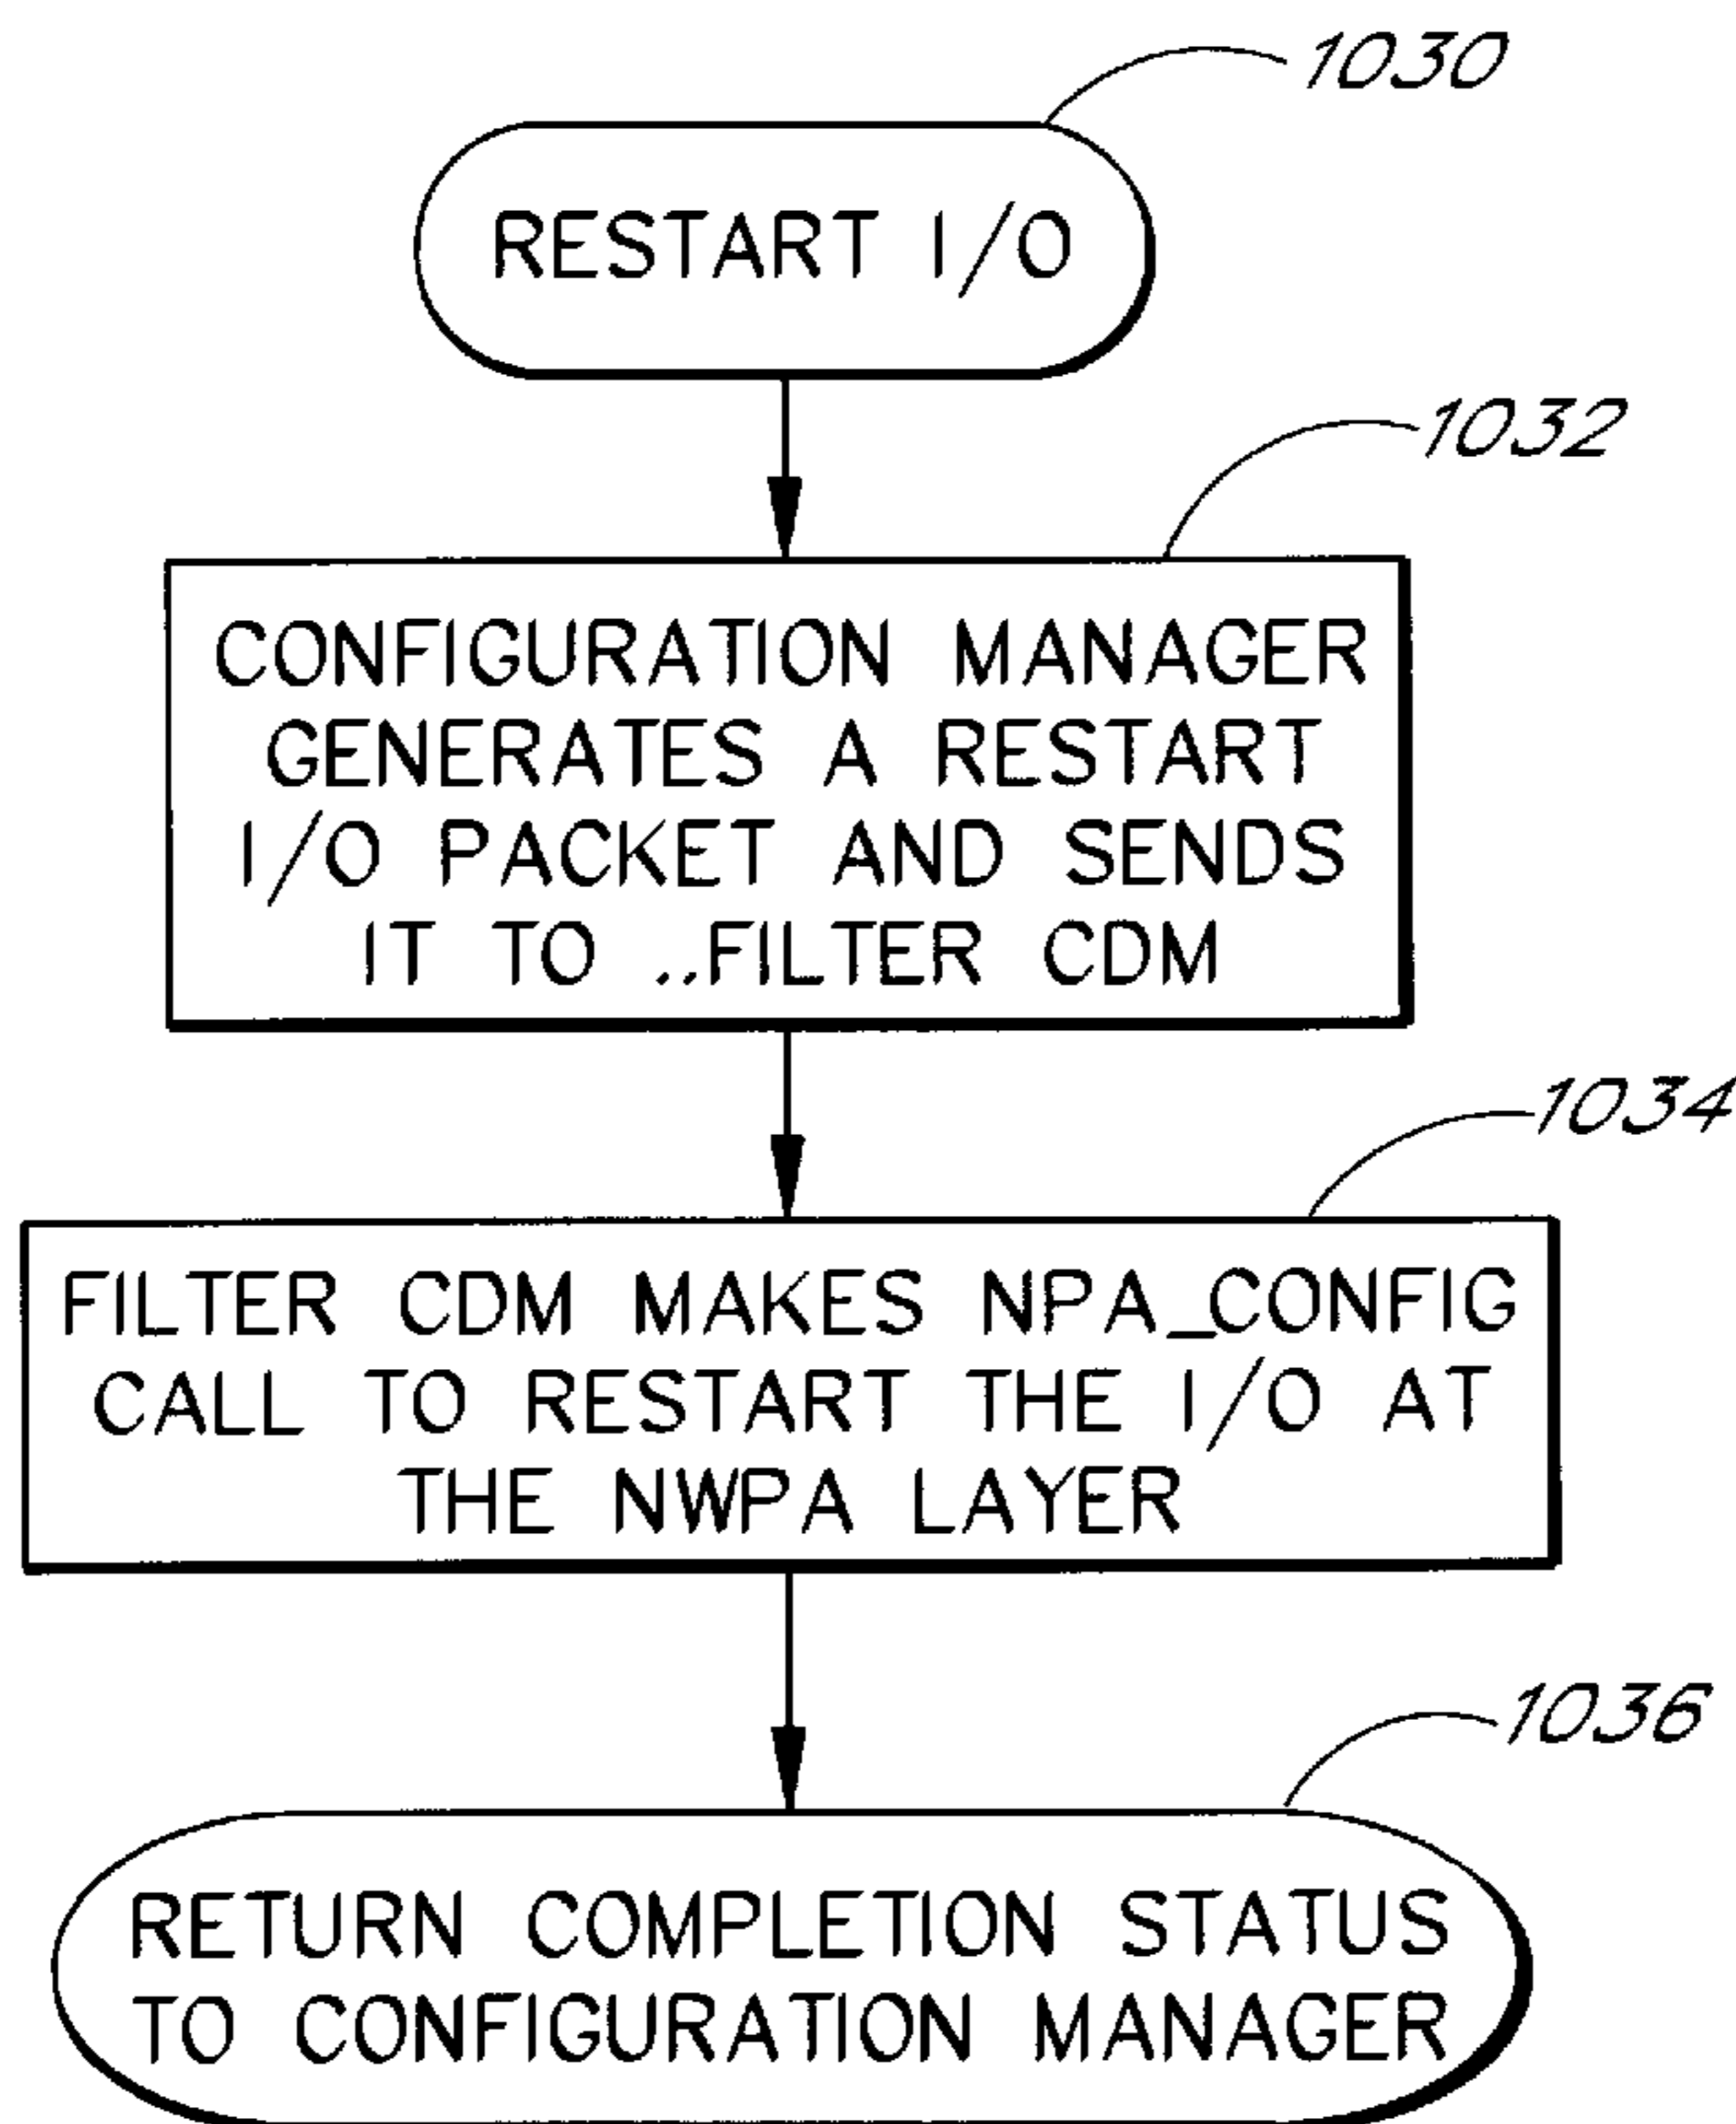 1030
RESTART I/O
1032
CONFIGURATION MANAGER
GENERATES A RESTART
I/O PACKET AND SENDS
IT TO ..FILTER CDM
1034
FILTER CDM MAKES NPA_CONFIG
CALL TO RESTART THE I/O AT
THE NWPA LAYER
1036
RETURN COMPLETION STATUS
TO CONFIGURATION MANAGER